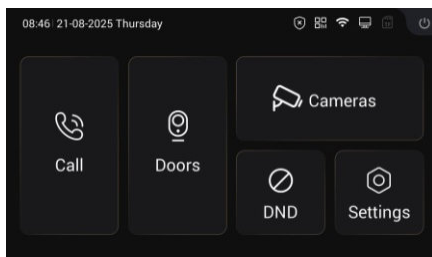 08:46 21-08-2025 Thursday
Call
Doors
Cameras
DND
Settings